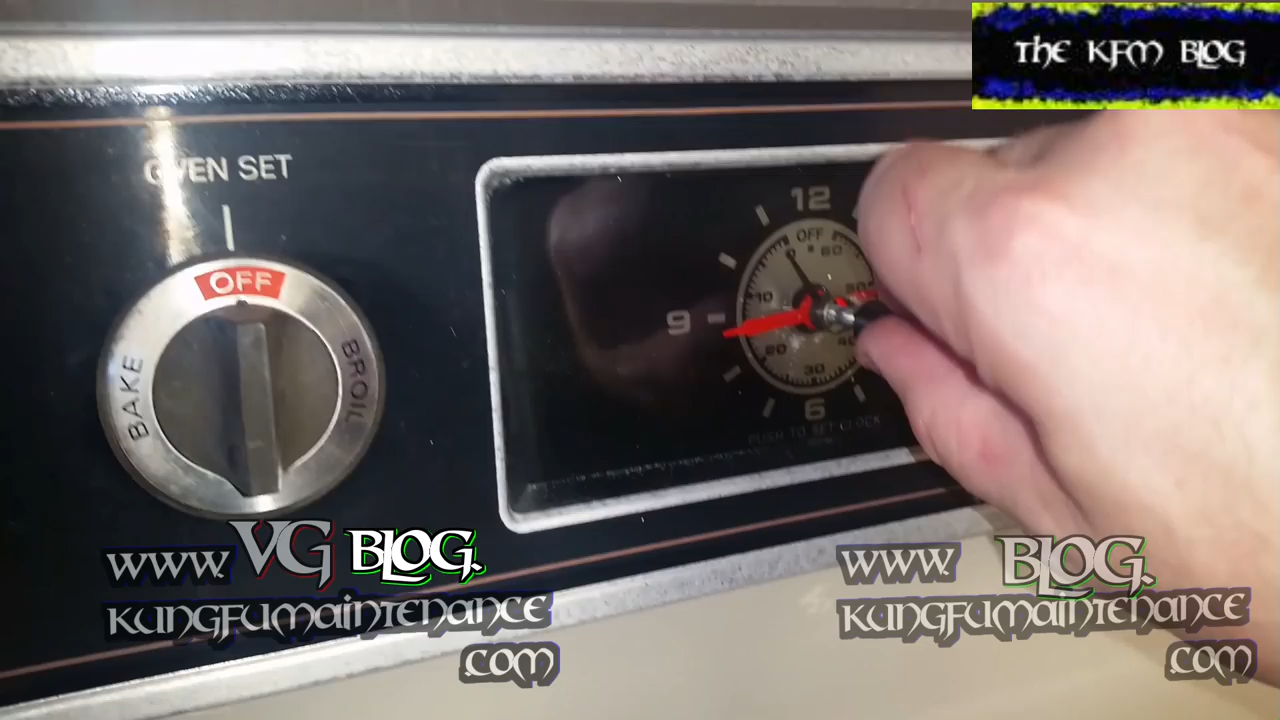 THE KFM BLOG
OVEN SET
OFF
BAKE
BROIL
12
OFF
60
10
50
9
20
40
30
6
PUSH TO SET CLOCK
www. VG BLOG.
KUNGFUMAINTENANCE
.COM
www. BLOG.
KUNGFUMAINTENANCE
.COM